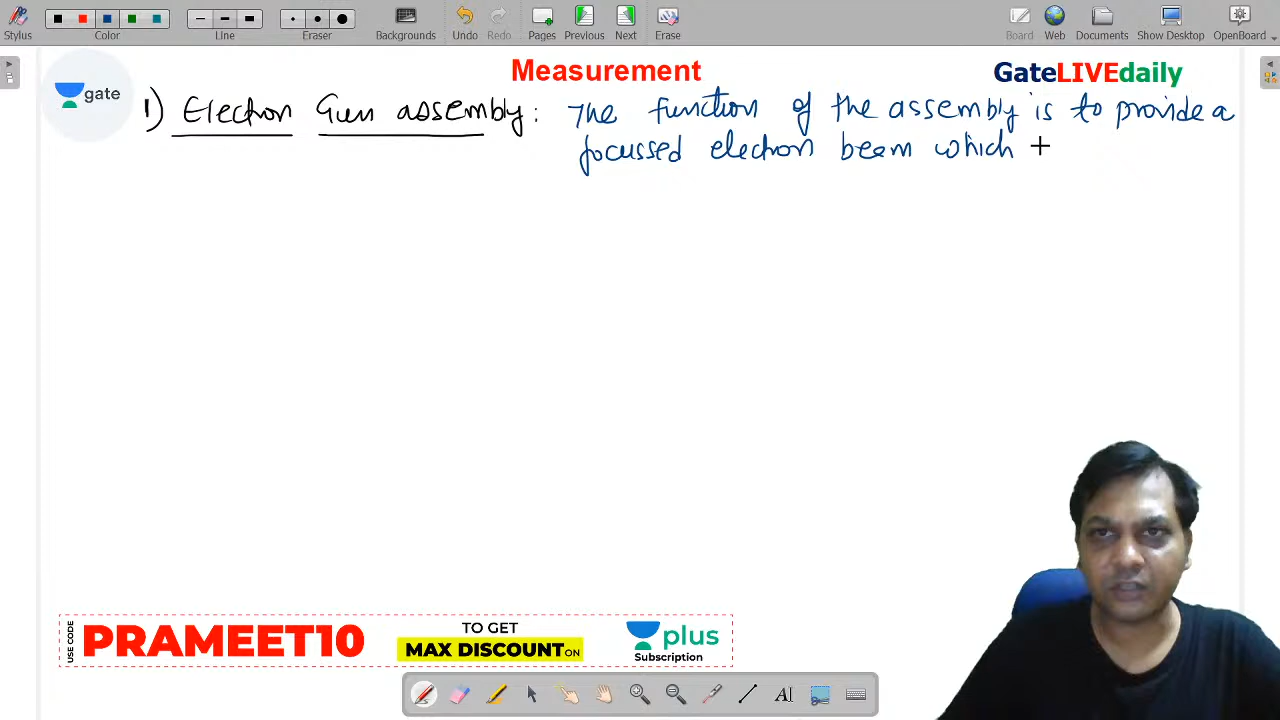 Stylus
Color
Line
Eraser
Backgrounds
Undo
Redo
Pages
Previous
Next
Erase
Board
Web
Documents
Show Desktop
OpenBoard
gate
Measurement
GateLIVEdaily
1) Electron Gun assembly: The function of the assembly is to provide a
focussed electron beam which
USE CODE
PRAMEET10
TO GET
MAX DISCOUNT ON
plus
Subscription